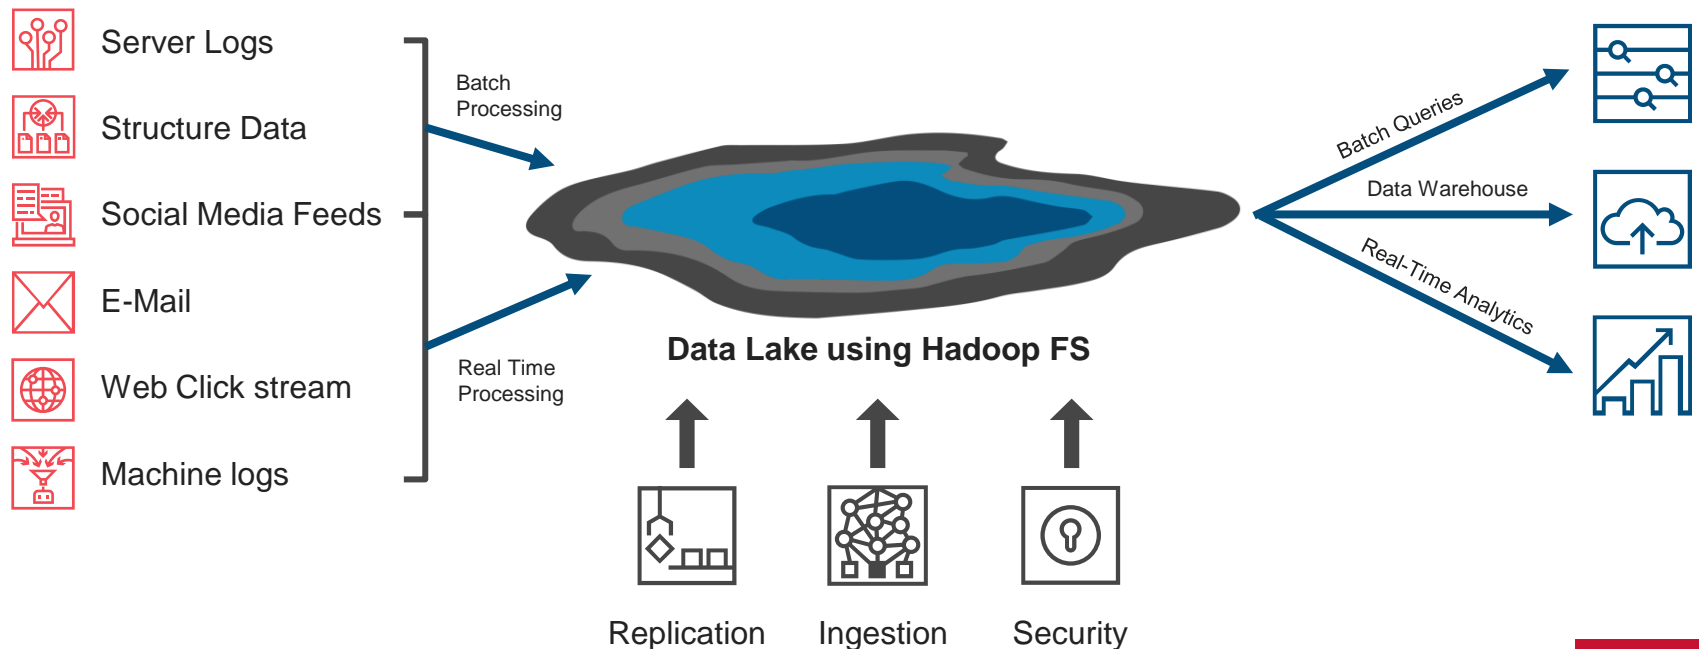 Server Logs
Structure Data
Social Media Feeds
E-Mail
Web Click stream
Machine logs
Batch
Processing
Real Time
Processing
Data Lake using Hadoop FS
Replication
Ingestion
Security
Batch Queries
Data Warehouse
Real-Time Analytics